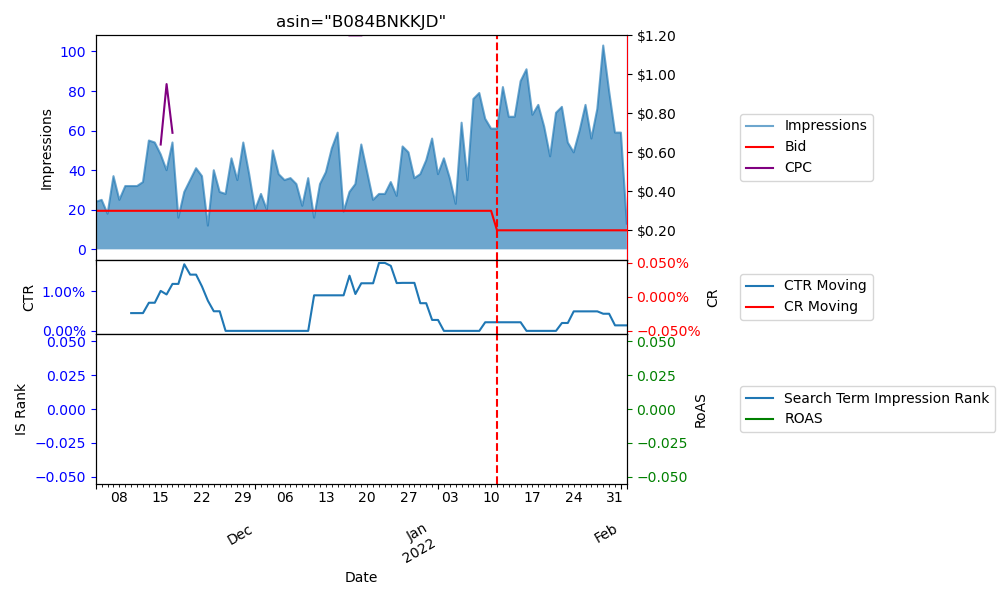 asin="B084BNKKJD"
Impressions
100
80
60
40
20
0
$1.20
$1.00
$0.80
$0.60
$0.40
$0.20
Impressions
Bid
CPC
CTR
1.00%
0.00%
0.050%
0.000%
−0.050%
CR
CTR Moving
CR Moving
IS Rank
0.050
0.025
0.000
−0.025
−0.050
0.050
0.025
0.000
−0.025
−0.050
RoAS
Search Term Impression Rank
ROAS
08 15 22 29 06 13 20 27 03 10 17 24 31
Dec Jan Feb
2022
Date